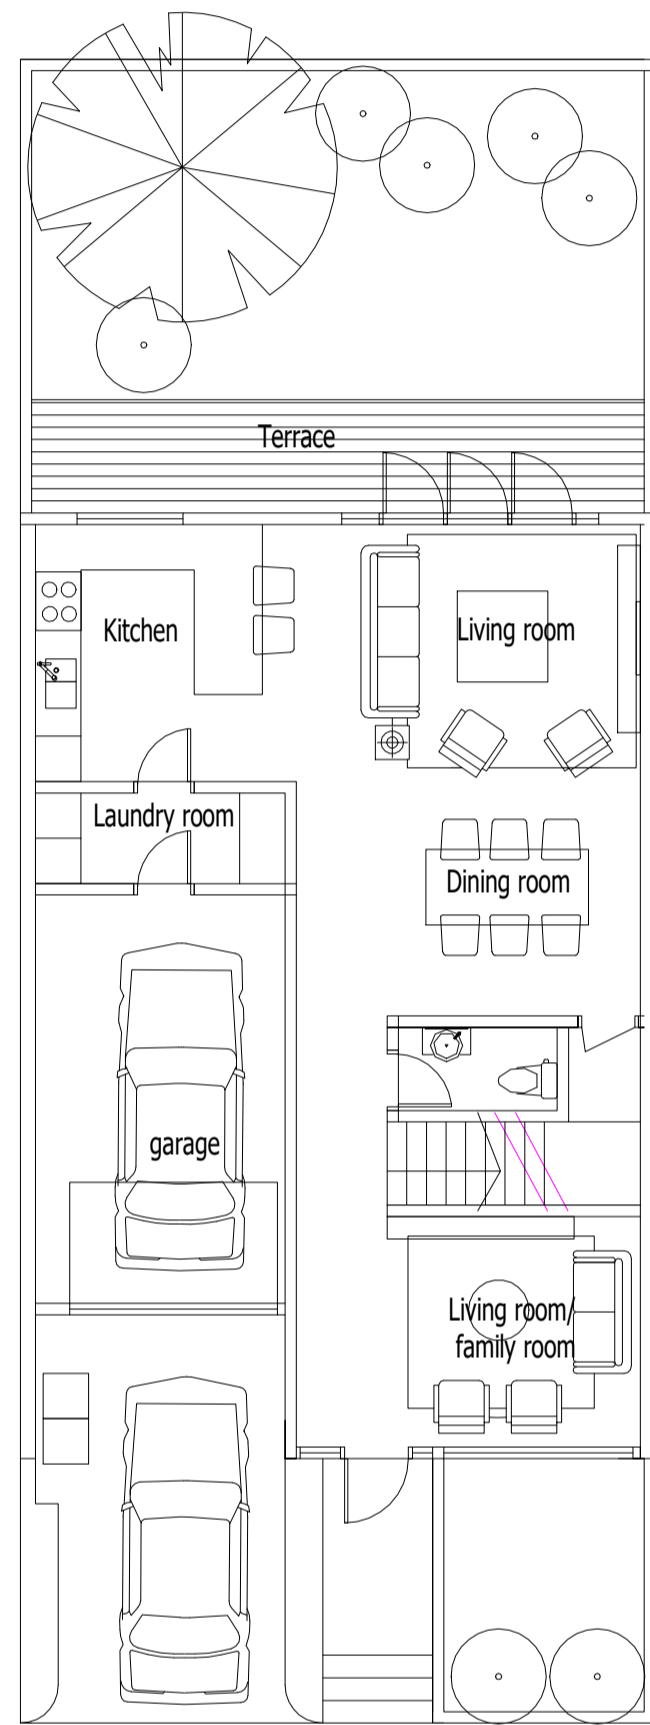 Terrace
Kitchen
Living room
Laundry room
Dining room
garage
Living room/
family room